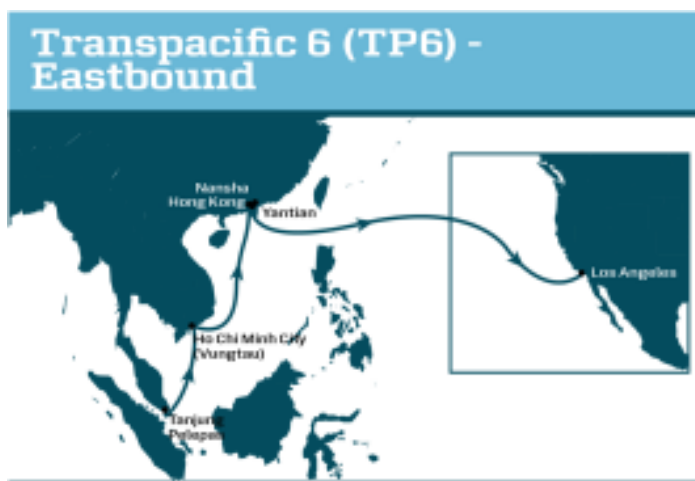 Transpacific 6 (TP6) -
Eastbound
Nansha
Hong Kong
Yantian
Los Angeles
Ho Chi Minh City
(Vungtau)
Tanjung
Pelepas